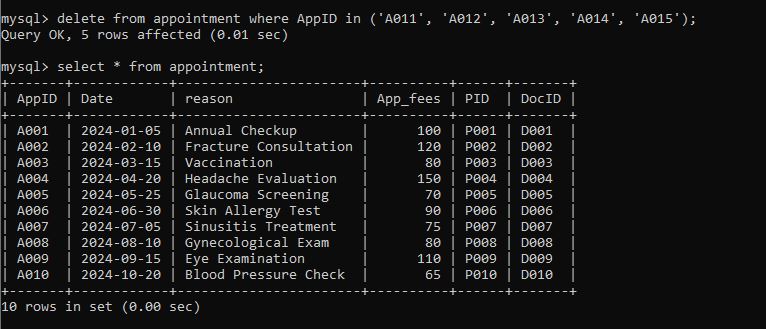 mysql> delete from appointment where AppID in ('A011', 'A012', 'A013', 'A014', 'A015');
Query OK, 5 rows affected (0.01 sec)

mysql> select * from appointment;
+-------+------------+-----------------------+----------+------+-------+
| AppID | Date       | reason                | App_fees | PID  | DocID |
+-------+------------+-----------------------+----------+------+-------+
| A001  | 2024-01-05 | Annual Checkup        |      100 | P001 | D001  |
| A002  | 2024-02-10 | Fracture Consultation |      120 | P002 | D002  |
| A003  | 2024-03-15 | Vaccination           |       80 | P003 | D003  |
| A004  | 2024-04-20 | Headache Evaluation   |      150 | P004 | D004  |
| A005  | 2024-05-25 | Glaucoma Screening    |       70 | P005 | D005  |
| A006  | 2024-06-30 | Skin Allergy Test     |       90 | P006 | D006  |
| A007  | 2024-07-05 | Sinusitis Treatment   |       75 | P007 | D007  |
| A008  | 2024-08-10 | Gynecological Exam    |       80 | P008 | D008  |
| A009  | 2024-09-15 | Eye Examination       |      110 | P009 | D009  |
| A010  | 2024-10-20 | Blood Pressure Check  |       65 | P010 | D010  |
+-------+------------+-----------------------+----------+------+-------+
10 rows in set (0.00 sec)